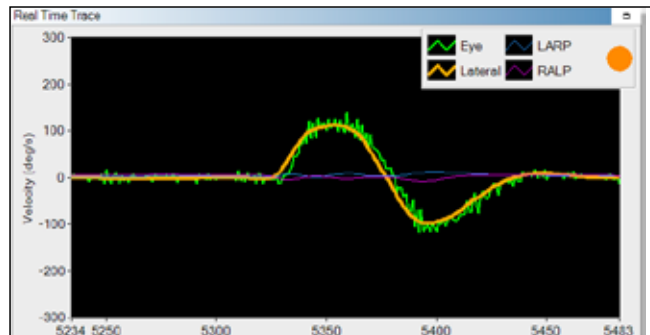 Real Time Trace
Eye LARP
Lateral RALP
300
200
100
0
-100
-200
-300
Velocity (deg/s)
5234 5250 5300 5350 5400 5450 5483